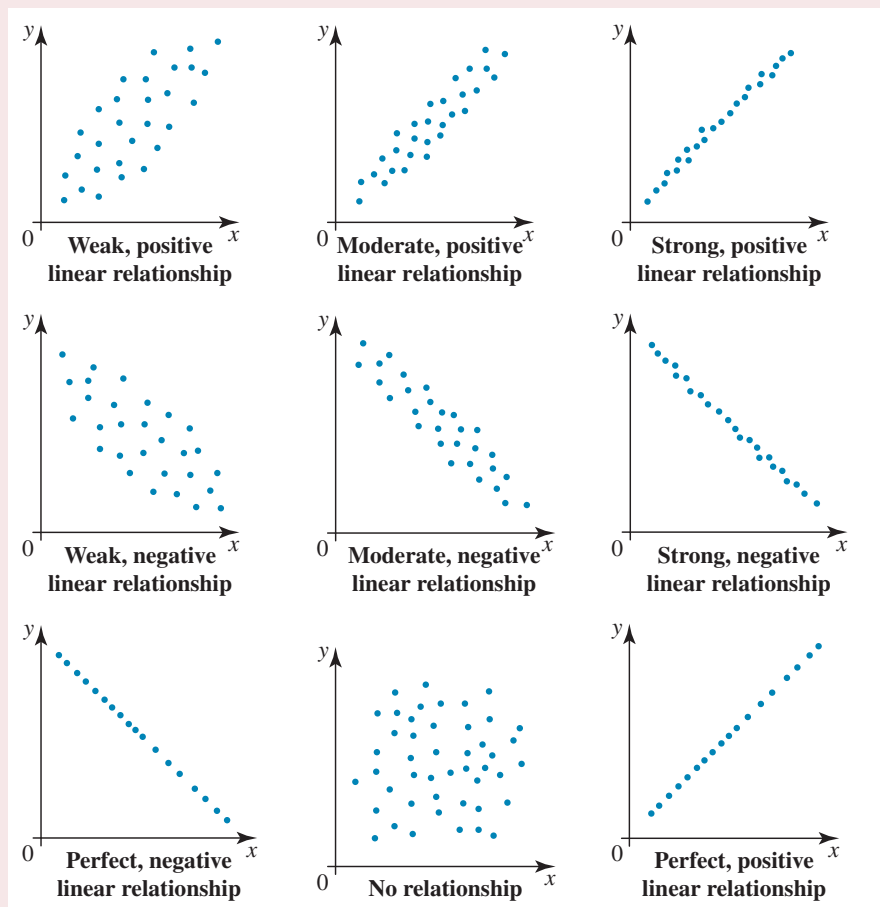 y
0
x
Weak, positive
linear relationship
y
0
x
Moderate, positive
linear relationship
y
0
x
Strong, positive
linear relationship
y
0
x
Weak, negative
linear relationship
y
0
x
Moderate, negative
linear relationship
y
0
x
Strong, negative
linear relationship
y
0
x
Perfect, negative
linear relationship
y
0
x
No relationship
y
0
x
Perfect, positive
linear relationship